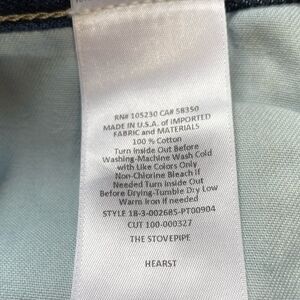 RN# 105230 CA# 58350
MADE IN U.S.A. of IMPORTED
FABRIC and MATERIALS
100 % Cotton
Turn Inside Out Before
Washing-Machine Wash Cold
with Like Colors Only
Non-Chlorine Bleach if
Needed Turn Inside Out
Before Drying-Tumble Dry Low
Warm Iron if needed
STYLE 18-3-002685-PT00904
CUT 100-000327
THE STOVEPIPE
HEARST